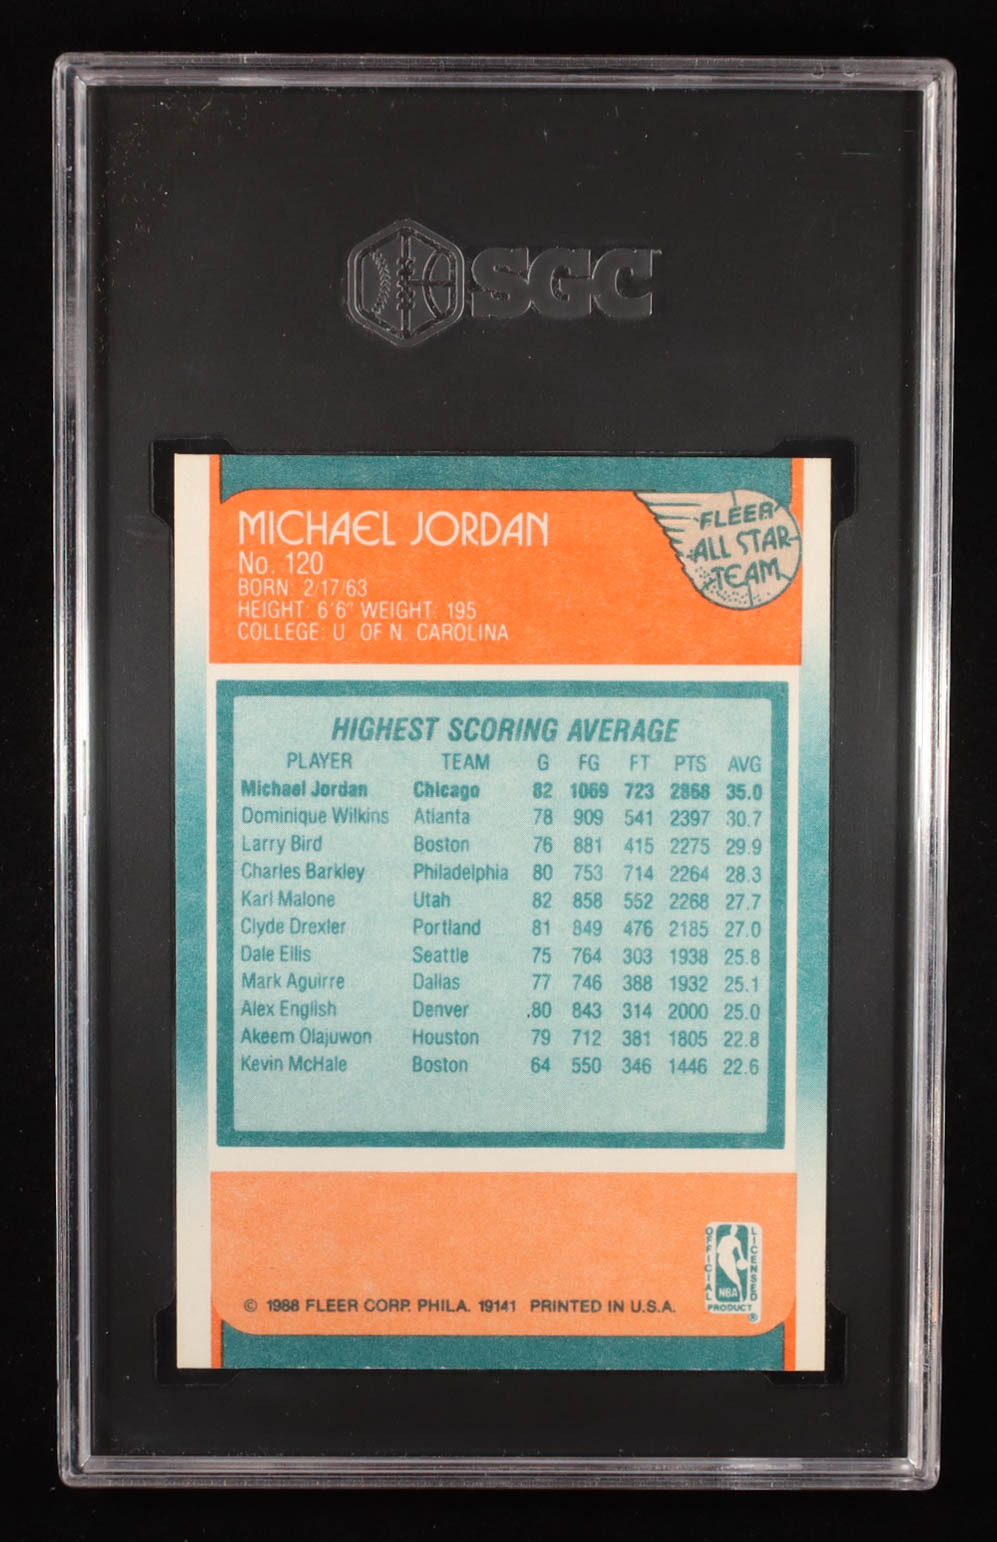 SGC
MICHAEL JORDAN
No. 120
BORN: 2/17/63
HEIGHT: 6'6" WEIGHT: 195
COLLEGE: U. OF N. CAROLINA
FLEER
ALL STAR
TEAM
HIGHEST SCORING AVERAGE
PLAYER TEAM G FG FT PTS AVG
Michael Jordan Chicago 82 1069 723 2868 35.0
Dominique Wilkins Atlanta 78 909 541 2397 30.7
Larry Bird Boston 76 881 415 2275 29.9
Charles Barkley Philadelphia 80 753 714 2264 28.3
Karl Malone Utah 82 858 552 2268 27.7
Clyde Drexler Portland 81 849 476 2185 27.0
Dale Ellis Seattle 75 764 303 1938 25.8
Mark Aguirre Dallas 77 746 388 1932 25.1
Alex English Denver 80 843 314 2000 25.0
Akeem Olajuwon Houston 79 712 381 1805 22.8
Kevin McHale Boston 64 550 346 1446 22.6
OFFICIAL
LICENSED
NBA
PRODUCT
®
© 1988 FLEER CORP. PHILA. 19141 PRINTED IN U.S.A.